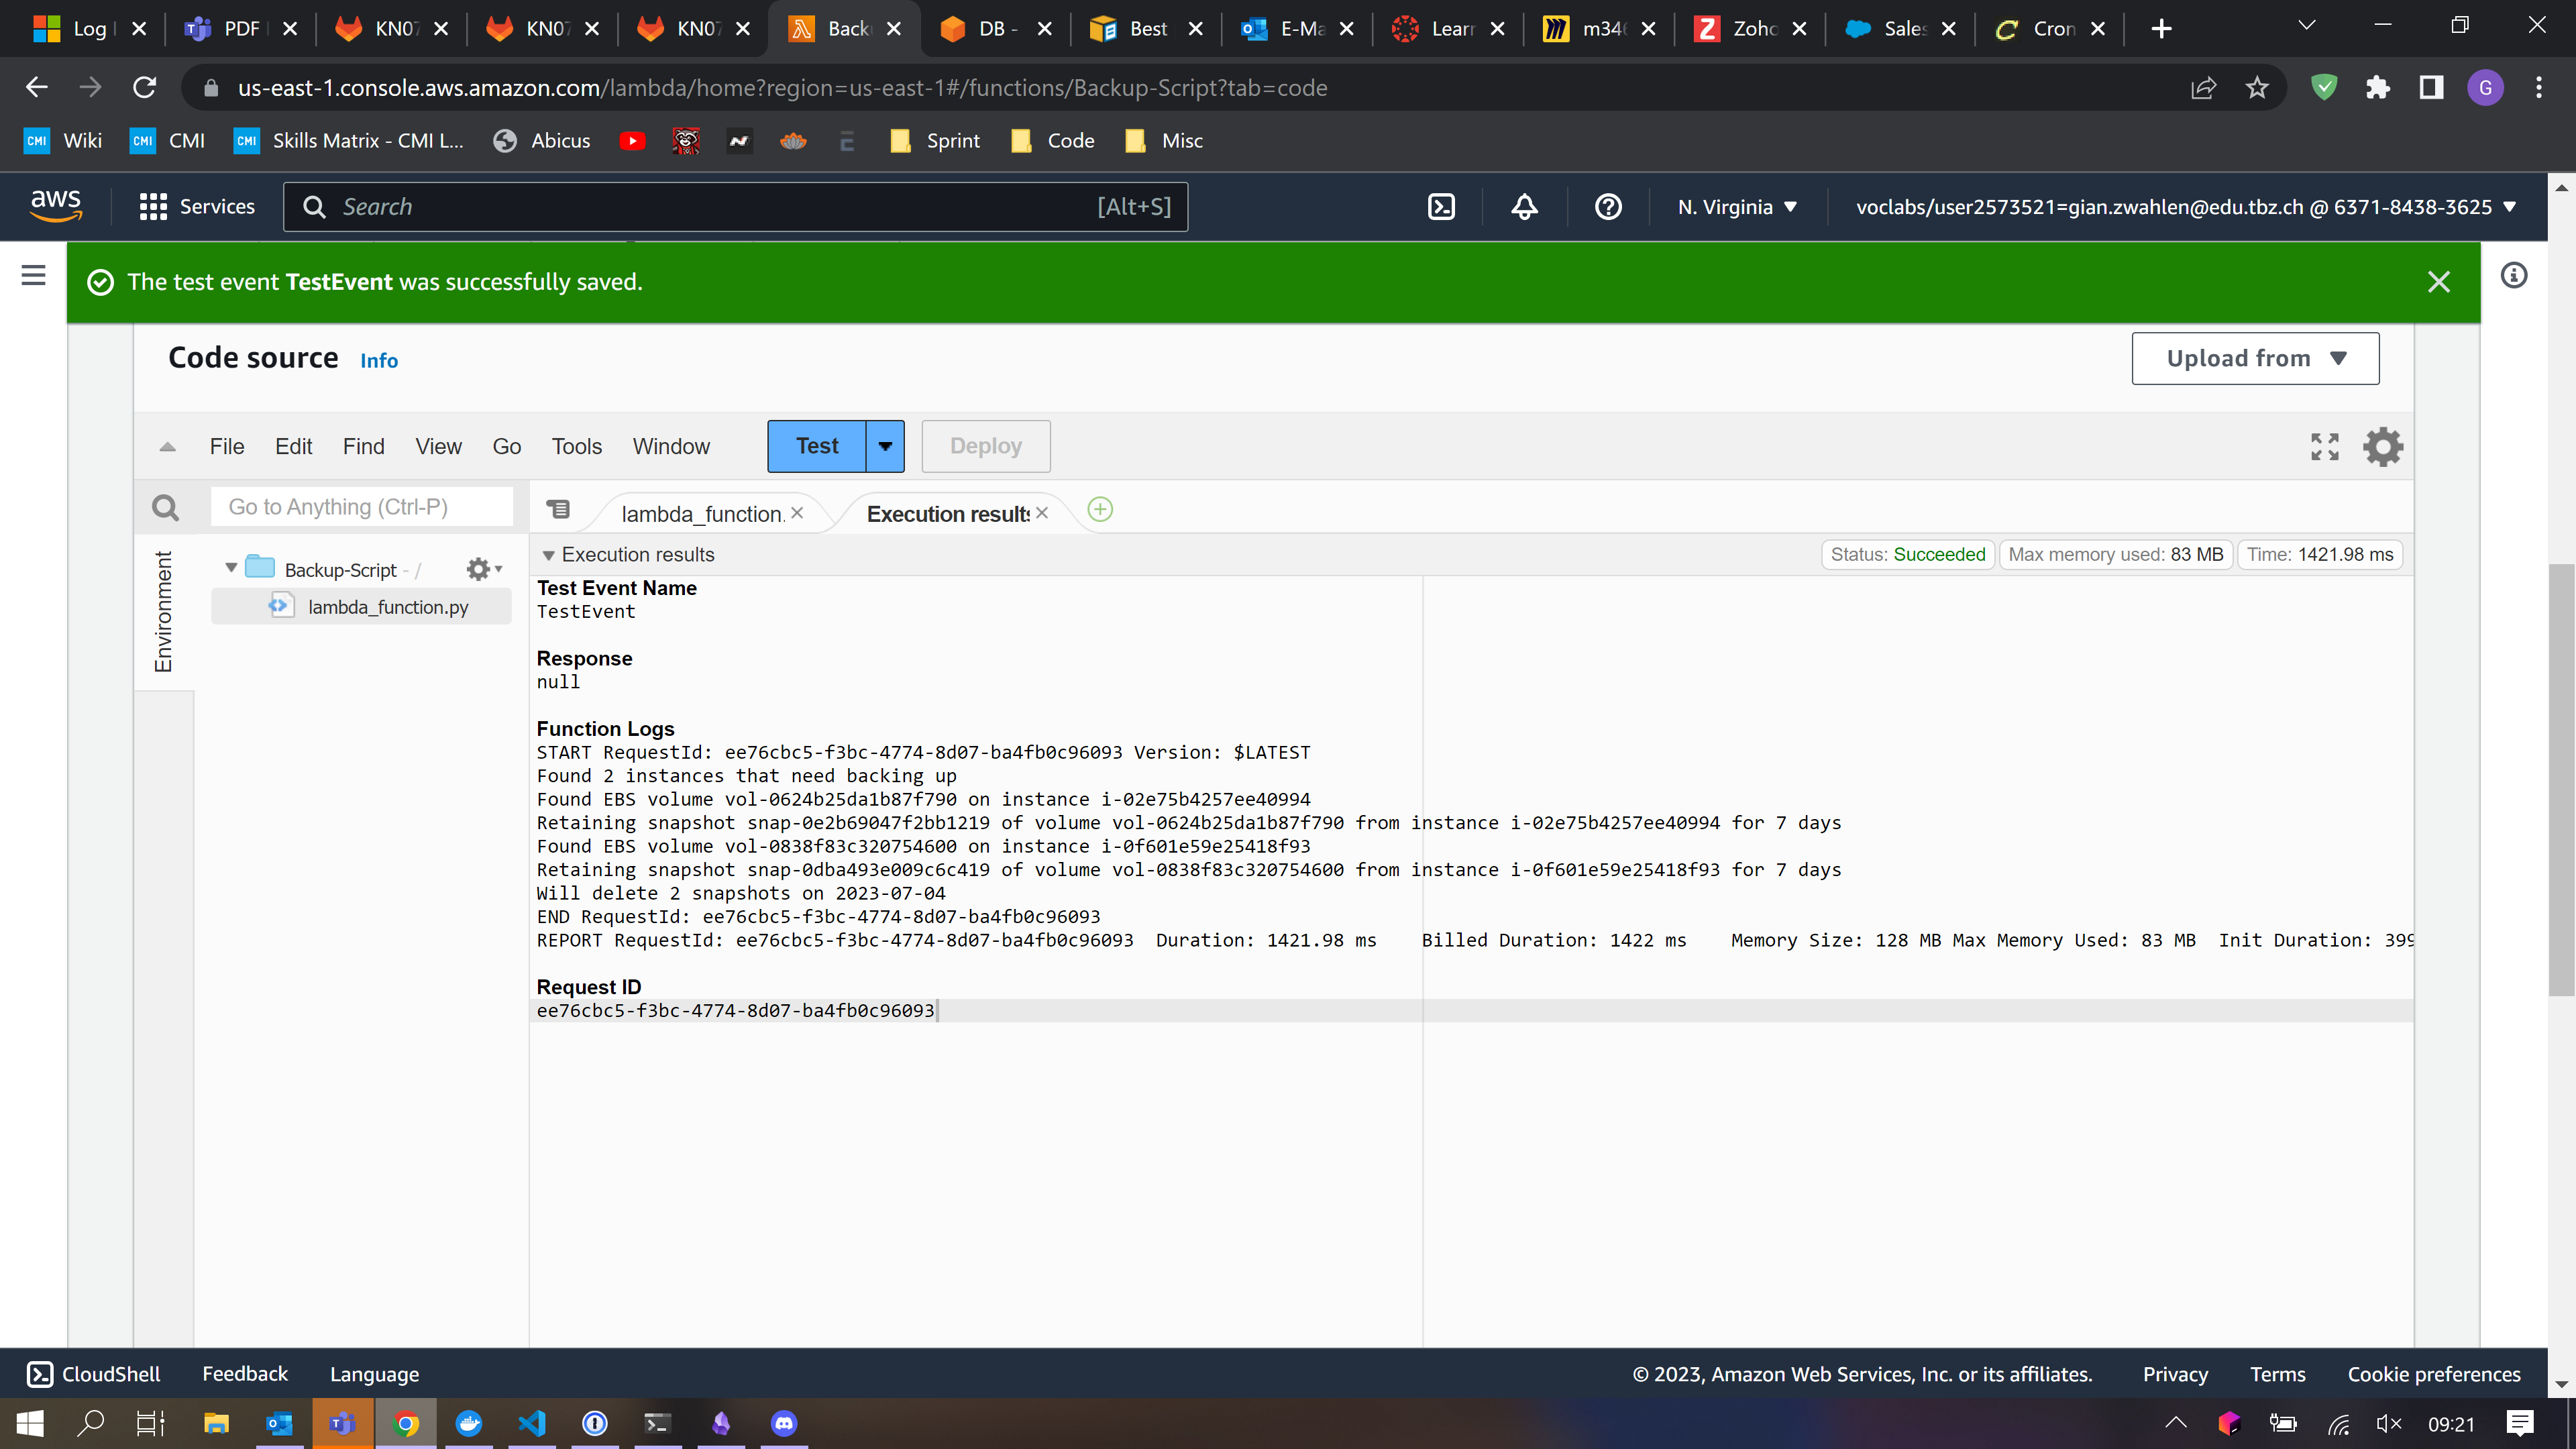 Log
PDF
KN07
KN07
KN07
Back
DB -
Best
E-Ma
Learn
m346
Zoho
Sales
Cron
us-east-1.console.aws.amazon.com/lambda/home?region=us-east-1#/functions/Backup-Script?tab=code
G
CMI Wiki
CMI CMI
CMI Skills Matrix - CMI L...
Abicus
Sprint
Code
Misc
aws
Services
Search
[Alt+S]
N. Virginia
voclabs/user2573521=gian.zwahlen@edu.tbz.ch @ 6371-8438-3625
The test event TestEvent was successfully saved.
Code source Info
Upload from
File Edit Find View Go Tools Window
Test
Deploy
Go to Anything (Ctrl-P)
lambda_function.
Execution results
Environment
Backup-Script - /
lambda_function.py
Execution results
Status: Succeeded
Max memory used: 83 MB
Time: 1421.98 ms
Test Event Name
TestEvent
Response
null
Function Logs
START RequestId: ee76cbc5-f3bc-4774-8d07-ba4fb0c96093 Version: $LATEST
Found 2 instances that need backing up
Found EBS volume vol-0624b25da1b87f790 on instance i-02e75b4257ee40994
Retaining snapshot snap-0e2b69047f2bb1219 of volume vol-0624b25da1b87f790 from instance i-02e75b4257ee40994 for 7 days
Found EBS volume vol-0838f83c320754600 on instance i-0f601e59e25418f93
Retaining snapshot snap-0dba493e009c6c419 of volume vol-0838f83c320754600 from instance i-0f601e59e25418f93 for 7 days
Will delete 2 snapshots on 2023-07-04
END RequestId: ee76cbc5-f3bc-4774-8d07-ba4fb0c96093
REPORT RequestId: ee76cbc5-f3bc-4774-8d07-ba4fb0c96093 Duration: 1421.98 ms Billed Duration: 1422 ms Memory Size: 128 MB Max Memory Used: 83 MB Init Duration: 399
Request ID
ee76cbc5-f3bc-4774-8d07-ba4fb0c96093
CloudShell
Feedback
Language
© 2023, Amazon Web Services, Inc. or its affiliates.
Privacy
Terms
Cookie preferences
09:21